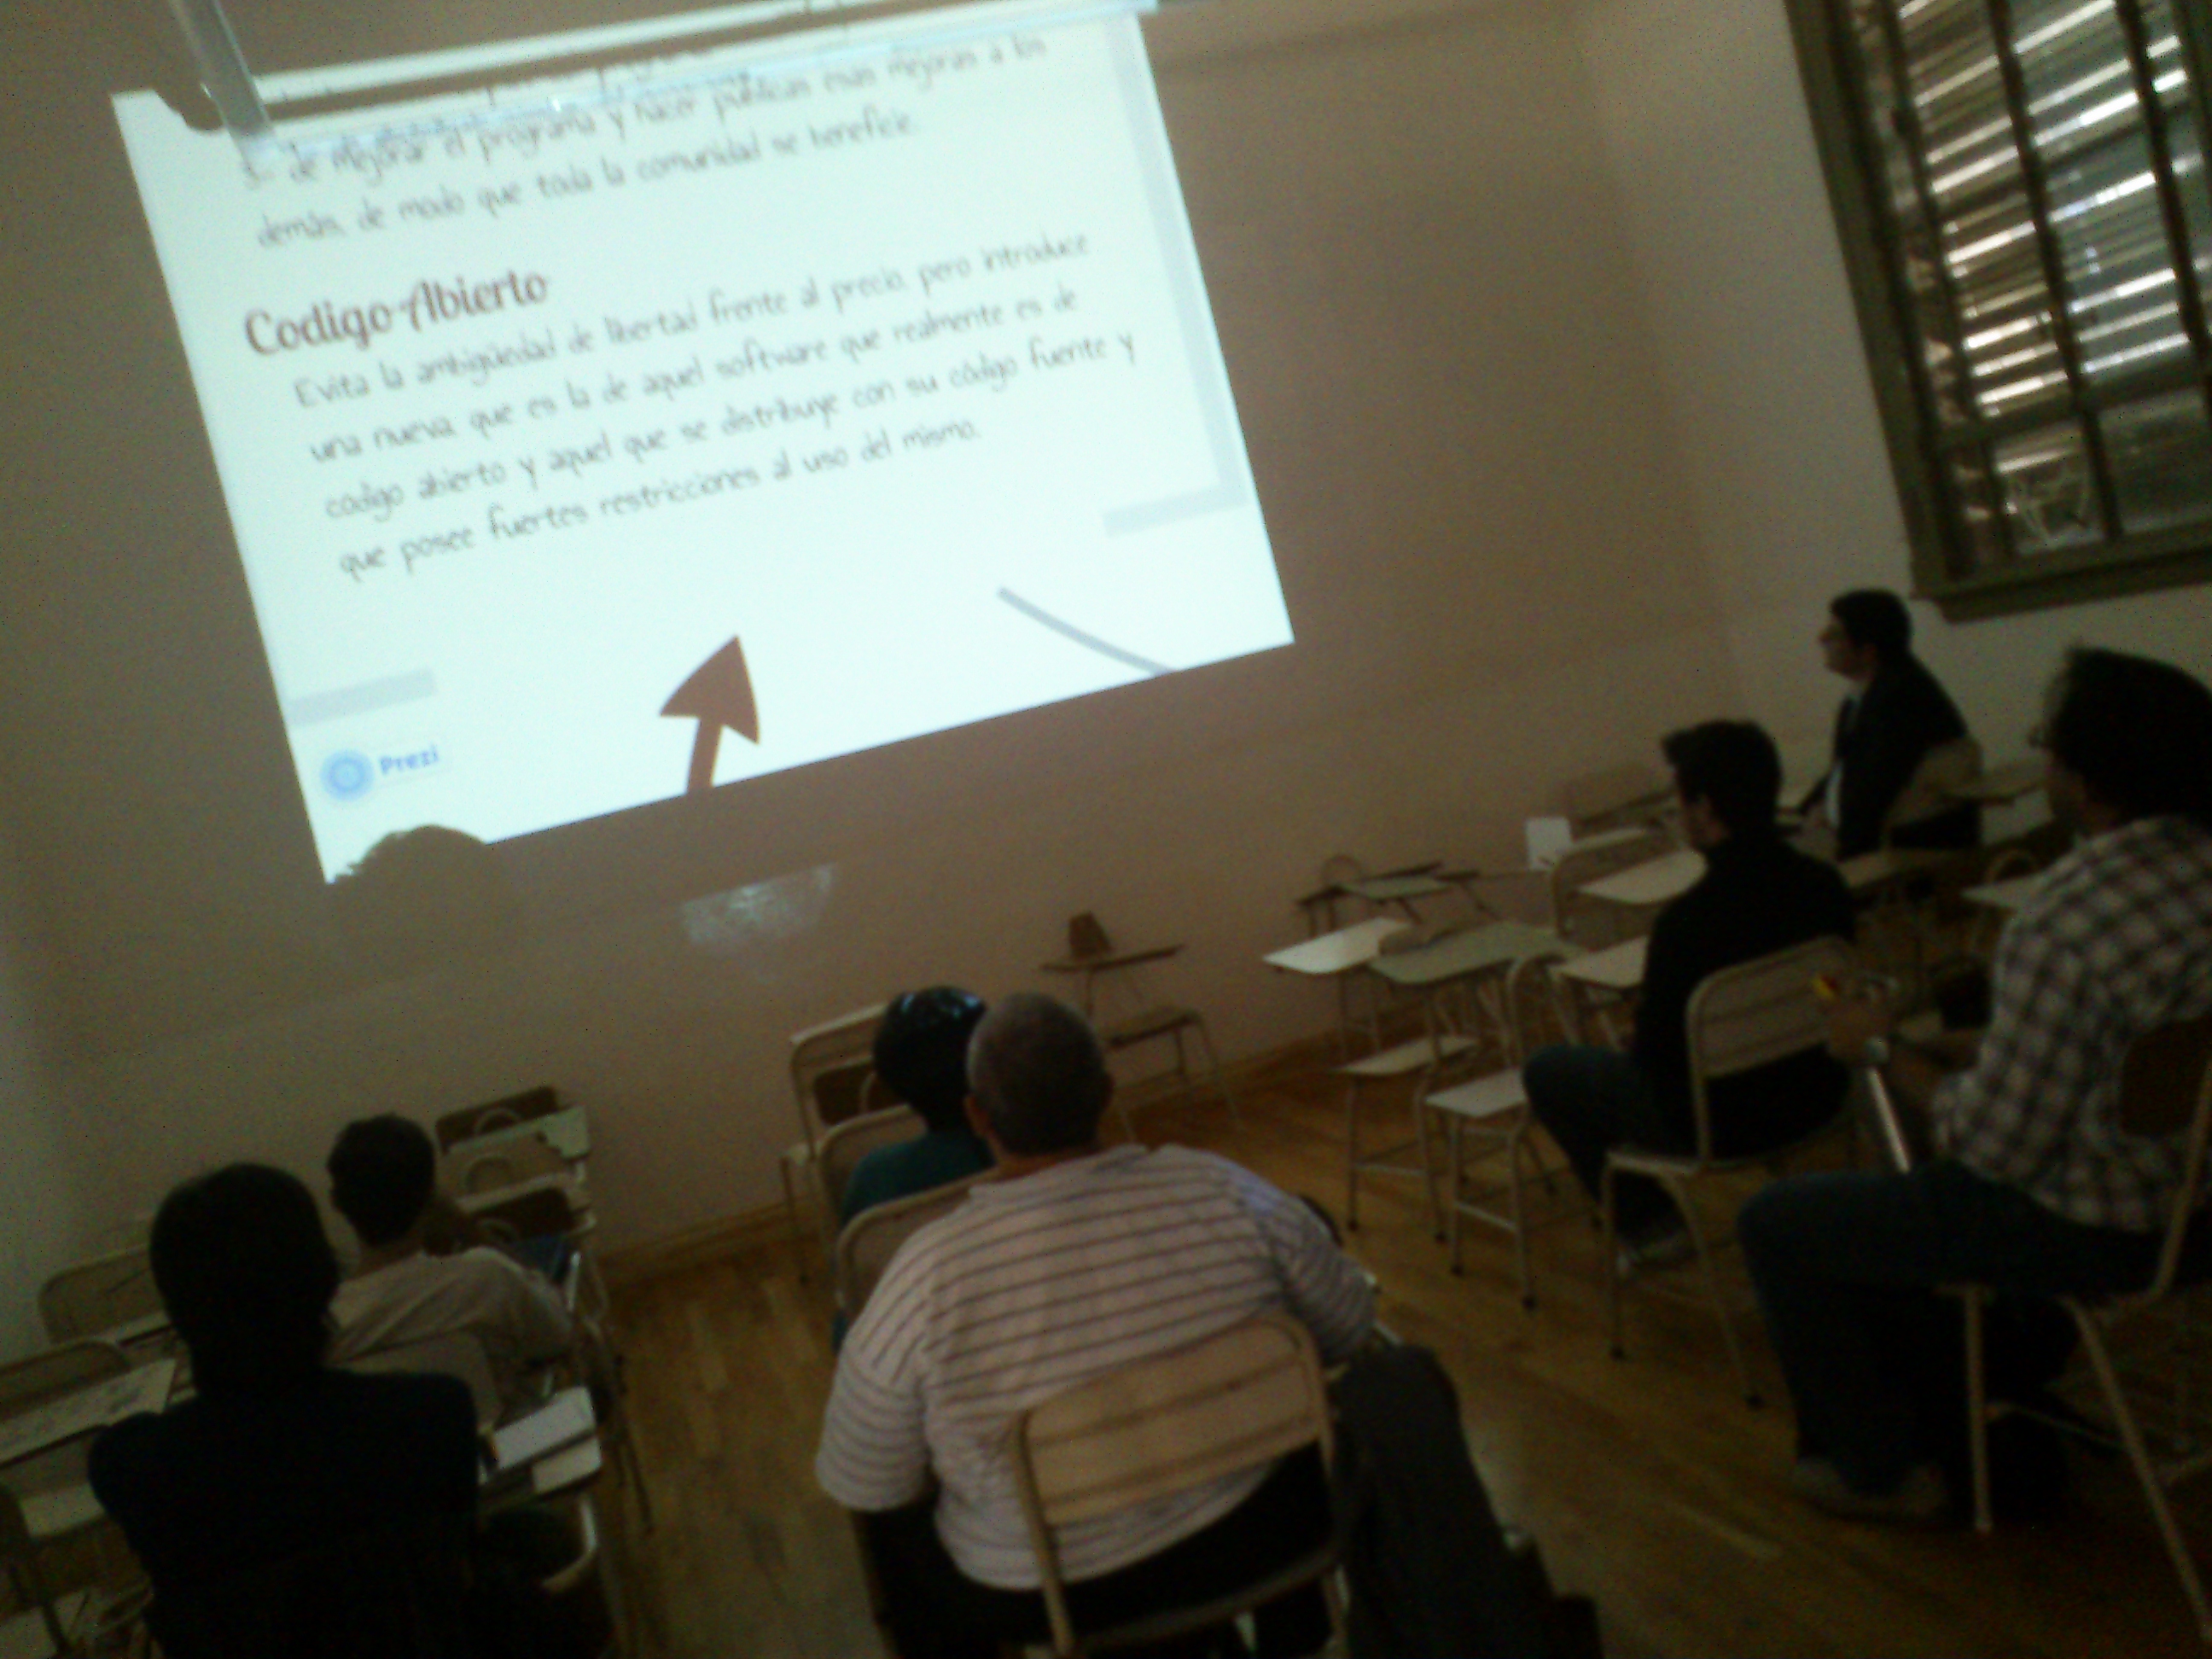 3- de mejorar el programa y hacer públicas esas mejoras a los
demás, de modo que toda la comunidad se beneficie.
Codigo Abierto
Evita la ambigüedad de libertad frente al precio, pero introduce
una nueva que es la de aquel software que realmente es de
código abierto y aquel que se distribuye con su código fuente y
que posee fuertes restricciones al uso del mismo.
Prezi